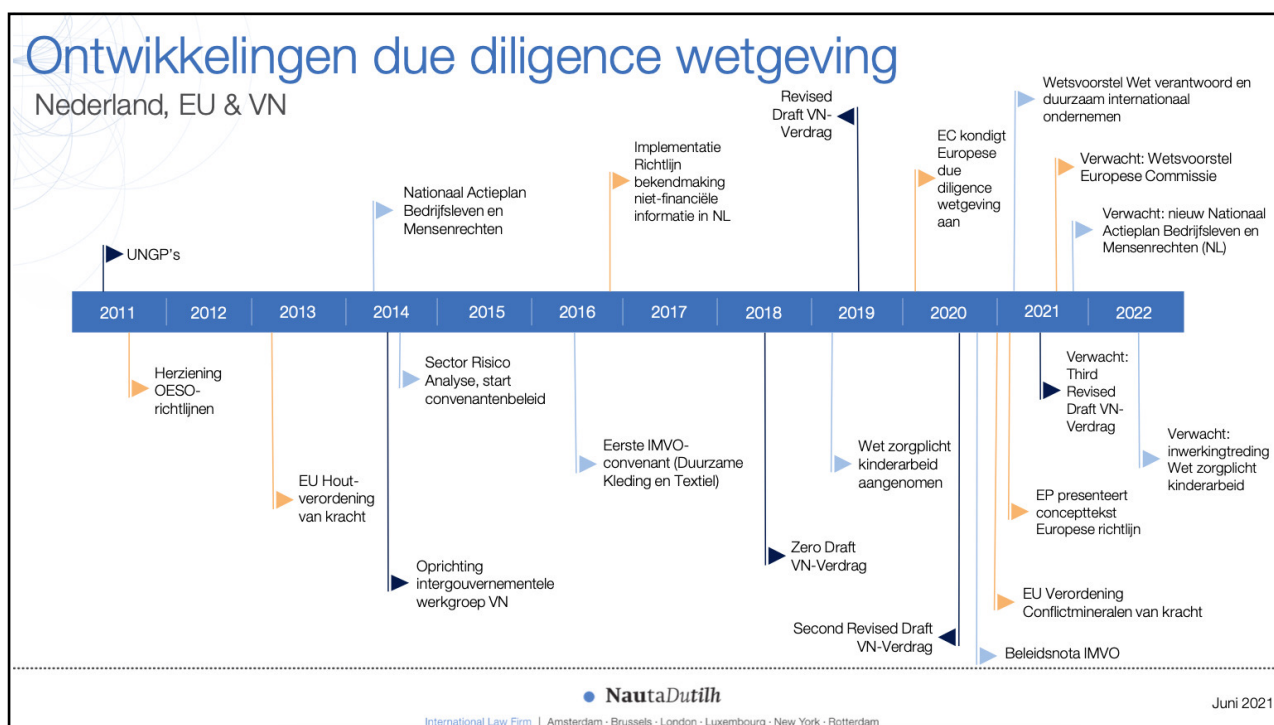 Ontwikkelingen due diligence wetgeving
Nederland, EU & VN
UNGP's
Nationaal Actieplan
Bedrijfsleven en
Mensenrechten
Implementatie
Richtlijn
bekendmaking
niet-financiële
informatie in NL
Revised
Draft VN-
Verdrag
EC kondigt
Europese
due
diligence
wetgeving
aan
Wetsvoorstel Wet verantwoord en
duurzaam internationaal
ondernemen
Verwacht: Wetsvoorstel
Europese Commissie
Verwacht: nieuw Nationaal
Actieplan Bedrijfsleven en
Mensenrechten (NL)
2011 2012 2013 2014 2015 2016 2017 2018 2019 2020 2021 2022
Herziening
OESO-
richtlijnen
EU Hout-
verordening
van kracht
Sector Risico
Analyse, start
convenantenbeleid
Oprichting
intergouvernementele
werkgroep VN
Eerste IMVO-
convenant (Duurzame
Kleding en Textiel)
Zero Draft
VN-Verdrag
Wet zorgplicht
kinderarbeid
aangenomen
Second Revised Draft
VN-Verdrag
Beleidsnota IMVO
EU Verordening
Conflictmineralen van kracht
EP presenteert
concepttekst
Europese richtlijn
Verwacht:
Third
Revised
Draft VN-
Verdrag
Verwacht:
inwerkingtreding
Wet zorgplicht
kinderarbeid
NautaDutilh
International Law Firm | Amsterdam · Brussels · London · Luxembourg · New York · Rotterdam
Juni 2021